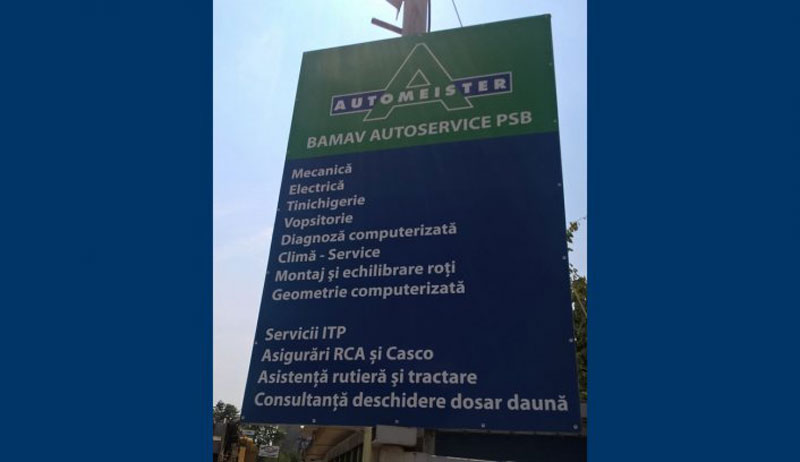 AUTOMEISTER
BAMAV AUTOSERVICE PSB
Mecanică
Electrică
Tinichigerie
Vopsitorie
Diagnoză computerizată
Climă - Service
Montaj și echilibrare roți
Geometrie computerizată
Servicii ITP
Asigurări RCA și Casco
Asistență rutieră și tractare
Consultanță deschidere dosar daună